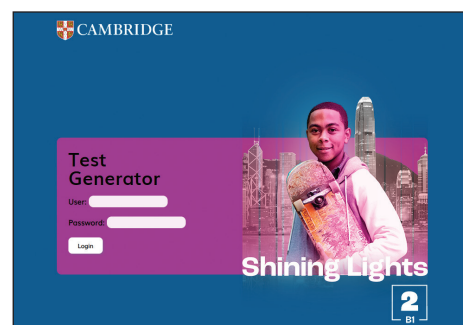 CAMBRIDGE
Test
Generator
User:
Password:
Login
Shining Lights
2
B1